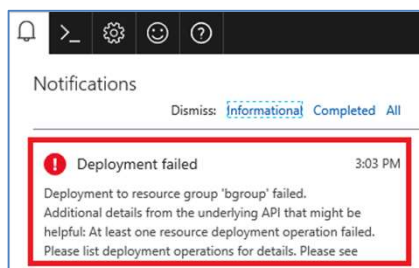 Notifications
Dismiss: Informational Completed All
Deployment failed 3:03 PM
Deployment to resource group 'bgroup' failed.
Additional details from the underlying API that might be
helpful: At least one resource deployment operation failed.
Please list deployment operations for details. Please see